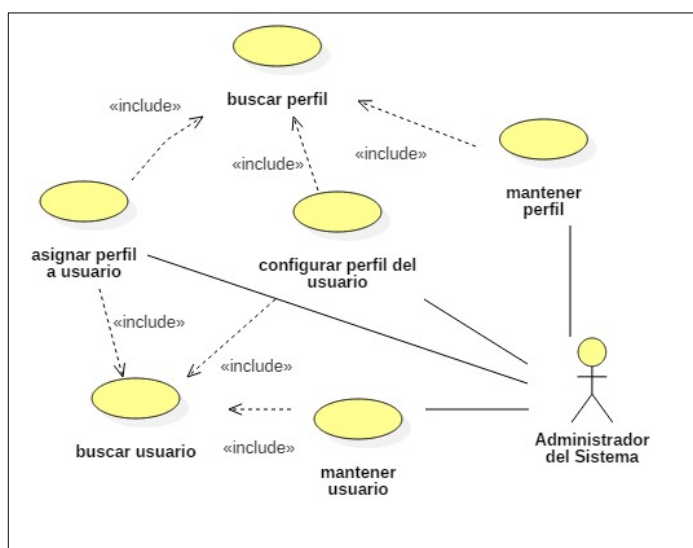 buscar perfil
«include»
«include»
«include»
mantener
perfil
asignar perfil
a usuario
configurar perfil del
usuario
«include»
«include»
buscar usuario
«include»
mantener
usuario
Administrador
del Sistema